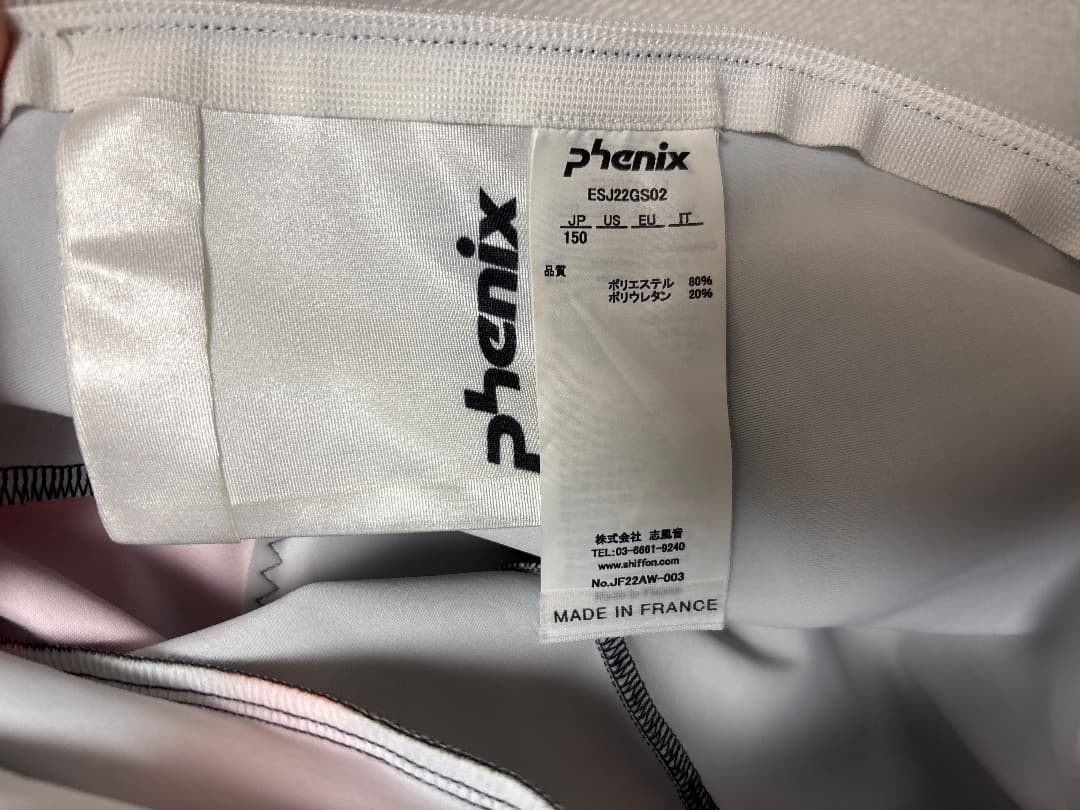 phenix
phenix
ESJ22GS02
JP US EU IT
150
品質
ポリエステル 80%
ポリウレタン 20%
株式会社 志風音
TEL:03-6661-9240
www.shiffon.com
No.JF22AW-003
MADE IN FRANCE